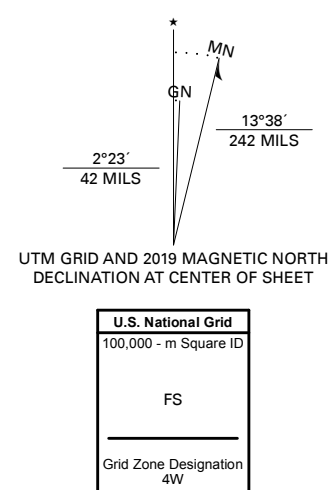 ★
MN
GN
13°38´
242 MILS
2°23´
42 MILS
UTM GRID AND 2019 MAGNETIC NORTH
DECLINATION AT CENTER OF SHEET
U.S. National Grid
100,000 - m Square ID
FS
Grid Zone Designation
4W